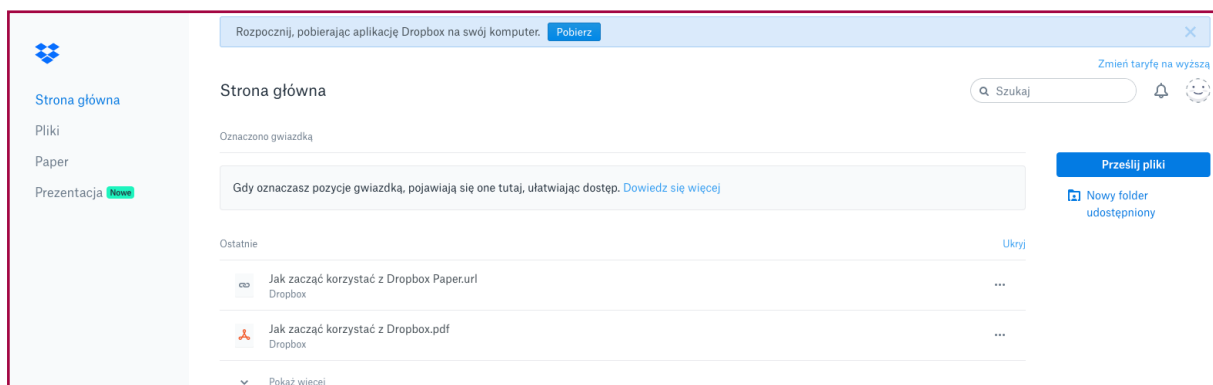 Rozpocznij, pobierając aplikację Dropbox na swój komputer. Pobierz
Zmień taryfę na wyższą
Strona główna
Szukaj
Strona główna
Pliki
Paper
Prezentacja Nowe
Oznaczono gwiazdką
Gdy oznaczasz pozycje gwiazdką, pojawiają się one tutaj, ułatwiając dostęp. Dowiedz się więcej
Prześlij pliki
Nowy folder
udostępniony
Ostatnie
Ukryj
Jak zacząć korzystać z Dropbox Paper.url
Dropbox
Jak zacząć korzystać z Dropbox.pdf
Dropbox
Pokaż więcej